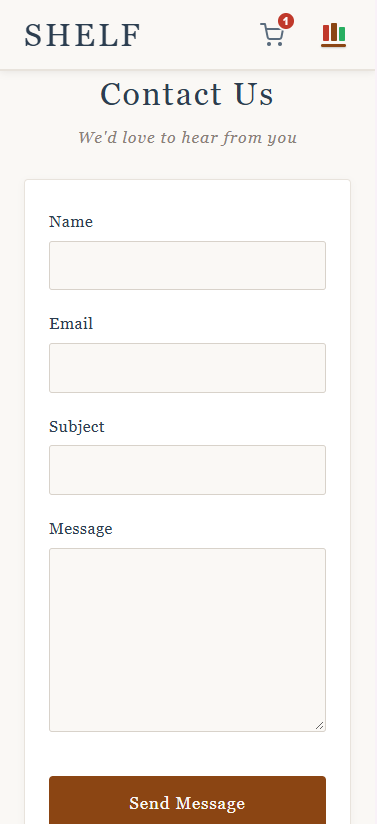 SHELF
1
Contact Us
We'd love to hear from you
Name
Email
Subject
Message
Send Message